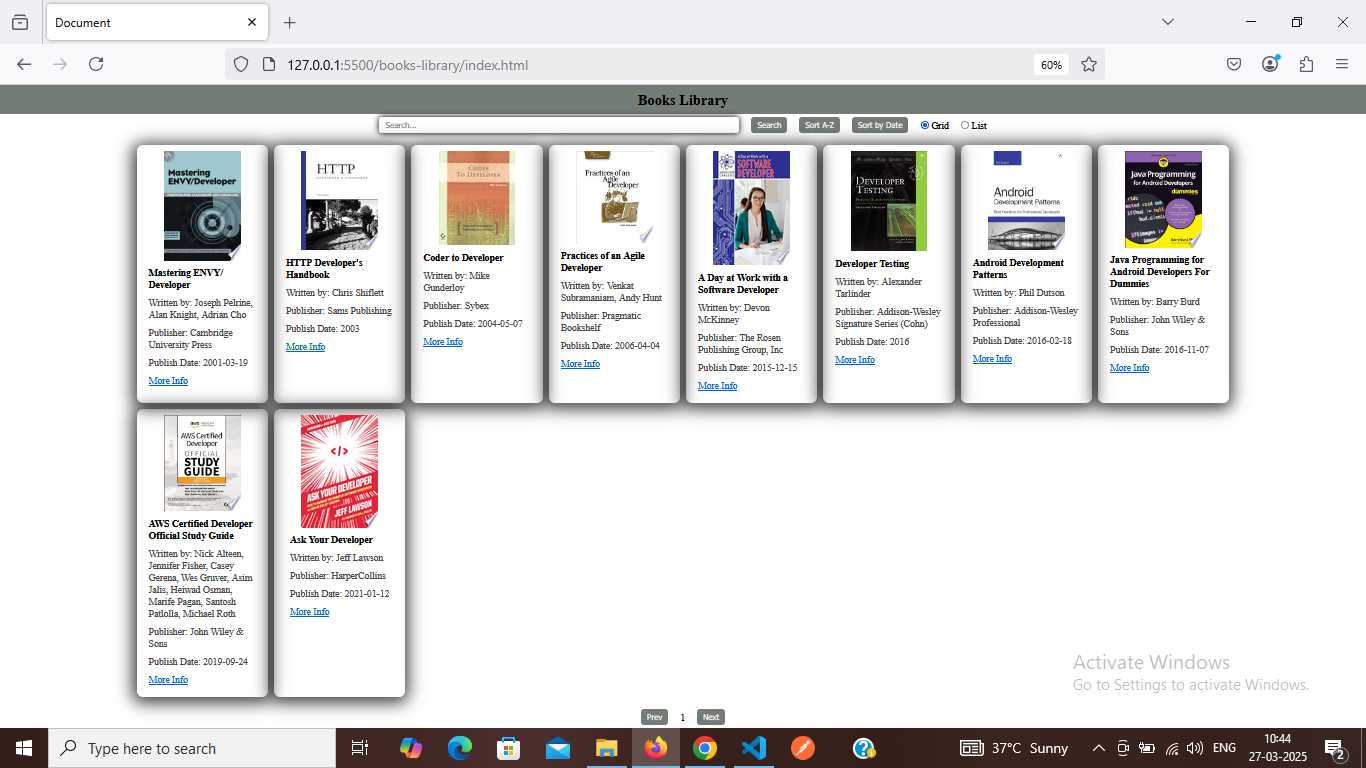 Document
127.0.0.1:5500/books-library/index.html
60%
Books Library
Search...
Search
Sort A-Z
Sort by Date
Grid
List
Mastering
ENVY/Developer
Mastering ENVY/
Developer
Written by: Joseph Pelrine,
Alan Knight, Adrian Cho
Publisher: Cambridge
University Press
Publish Date: 2001-03-19
More Info
HTTP
HTTP Developer's
Handbook
Written by: Chris Shiflett
Publisher: Sams Publishing
Publish Date: 2003
More Info
CODER
TO DEVELOPER
Coder to Developer
Written by: Mike
Gunderloy
Publisher: Sybex
Publish Date: 2004-05-07
More Info
Practices of an
Agile
Developer
Practices of an Agile
Developer
Written by: Venkat
Subramaniam, Andy Hunt
Publisher: Pragmatic
Bookshelf
Publish Date: 2006-04-04
More Info
A Day at Work with a
SOFTWARE
DEVELOPER
A Day at Work with a
Software Developer
Written by: Devon
McKinney
Publisher: The Rosen
Publishing Group, Inc
Publish Date: 2015-12-15
More Info
DEVELOPER
TESTING
Developer Testing
Written by: Alexander
Tarlinder
Publisher: Addison-Wesley
Signature Series (Cohn)
Publish Date: 2016
More Info
Android
Development Patterns
Android Development
Patterns
Written by: Phil Dutson
Publisher: Addison-Wesley
Professional
Publish Date: 2016-02-18
More Info
Java Programming
for Android Developers
dummies
Java Programming for
Android Developers For
Dummies
Written by: Barry Burd
Publisher: John Wiley &
Sons
Publish Date: 2016-11-07
More Info
aws
AWS Certified
Developer
OFFICIAL
STUDY
GUIDE
AWS Certified Developer
Official Study Guide
Written by: Nick Alteen,
Jennifer Fisher, Casey
Gerena, Wes Gruver, Asim
Jalis, Heiwad Osman,
Marife Pagan, Santosh
Patlolla, Michael Roth
Publisher: John Wiley &
Sons
Publish Date: 2019-09-24
More Info
</>
ASK YOUR DEVELOPER
JEFF LAWSON
Ask Your Developer
Written by: Jeff Lawson
Publisher: HarperCollins
Publish Date: 2021-01-12
More Info
Activate Windows
Go to Settings to activate Windows.
Prev
1
Next
Type here to search
37°C Sunny
ENG
10:44
27-03-2025
2